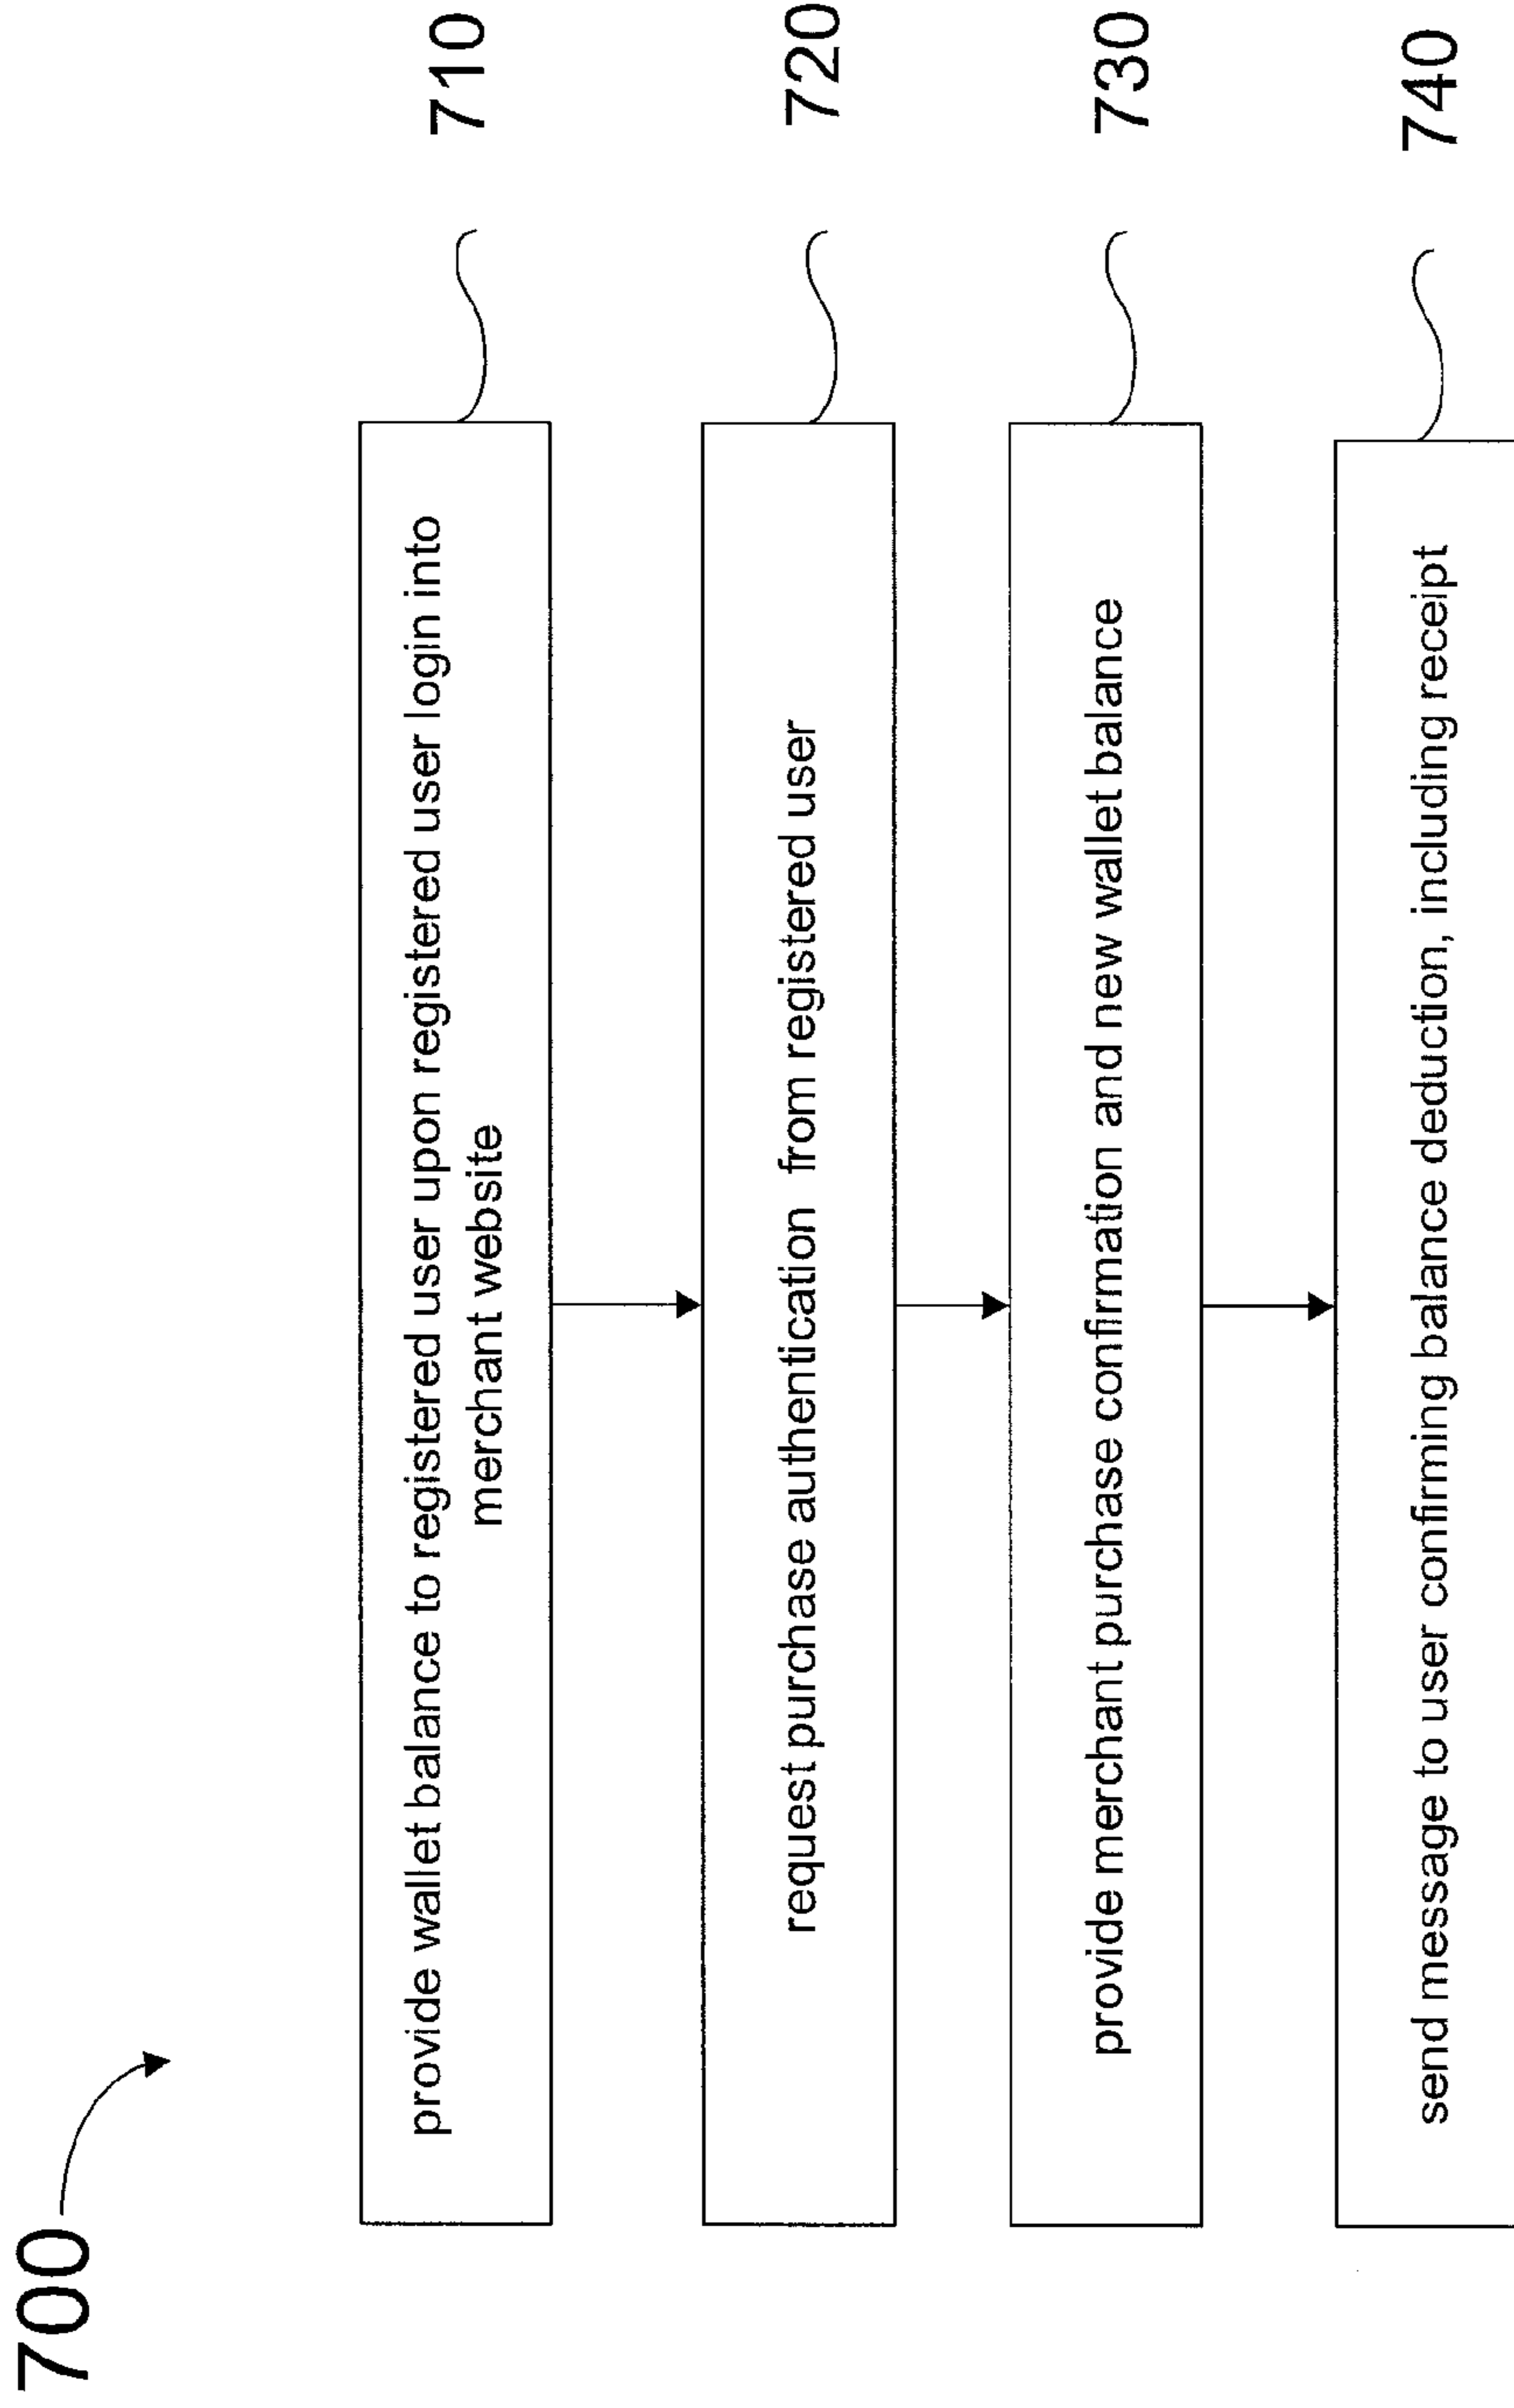 700
provide wallet balance to registered user upon registered user login into
merchant website
710
request purchase authentication from registered user
720
provide merchant purchase confirmation and new wallet balance
730
send message to user confirming balance deduction, including receipt
740